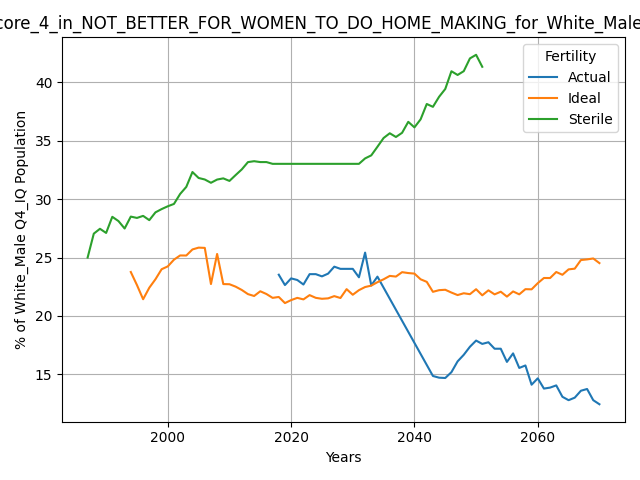 core_4_in_NOT_BETTER_FOR_WOMEN_TO_DO_HOME_MAKING_for_White_Male
% of White_Male Q4_IQ Population
40
35
30
25
20
15
2000
2020
2040
2060
Years
Fertility
Actual
Ideal
Sterile